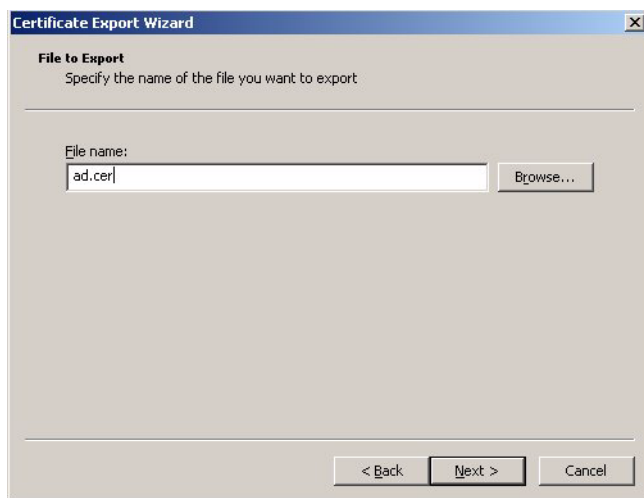 Certificate Export Wizard
File to Export
Specify the name of the file you want to export
File name:
ad.cer
Browse...
< Back
Next >
Cancel